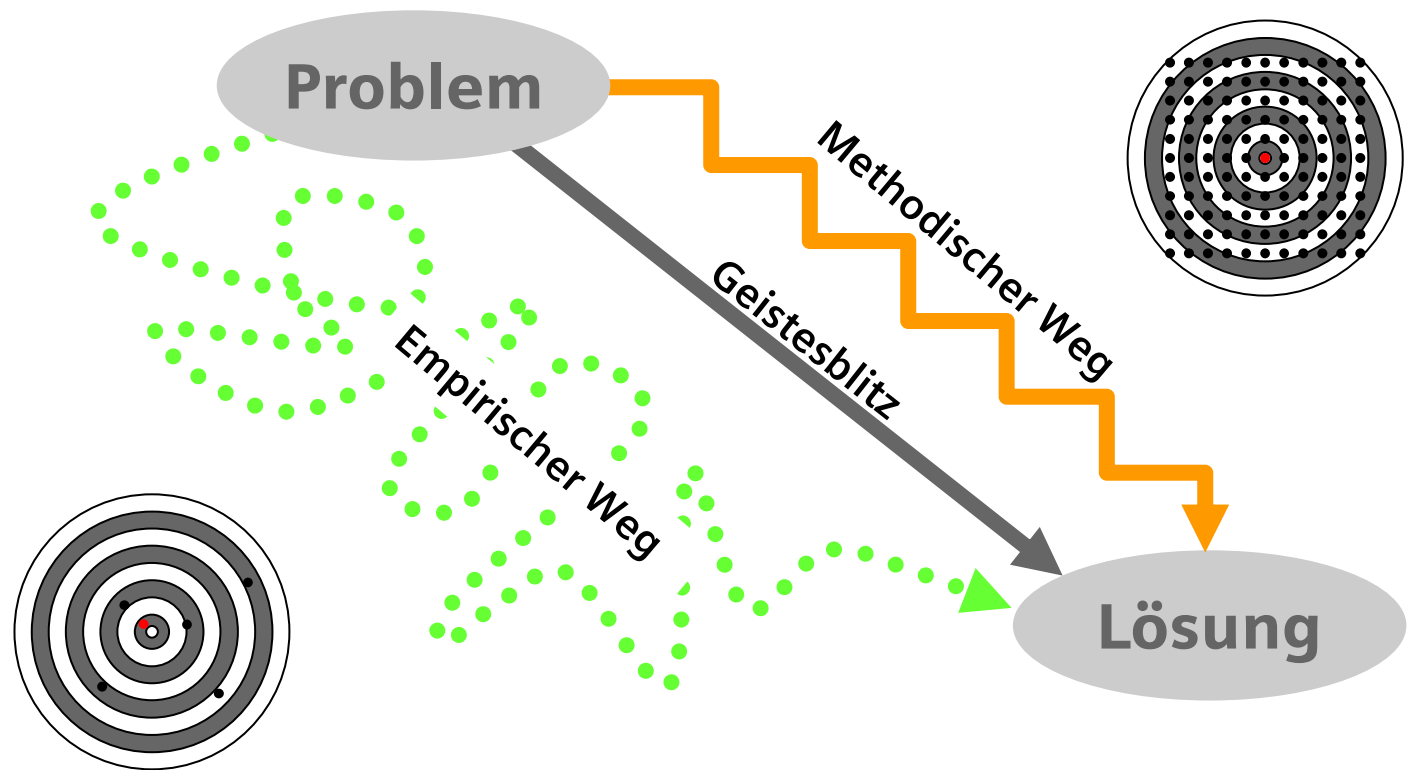 Problem
Methodischer Weg
Geistesblitz
Empirischer Weg
Lösung